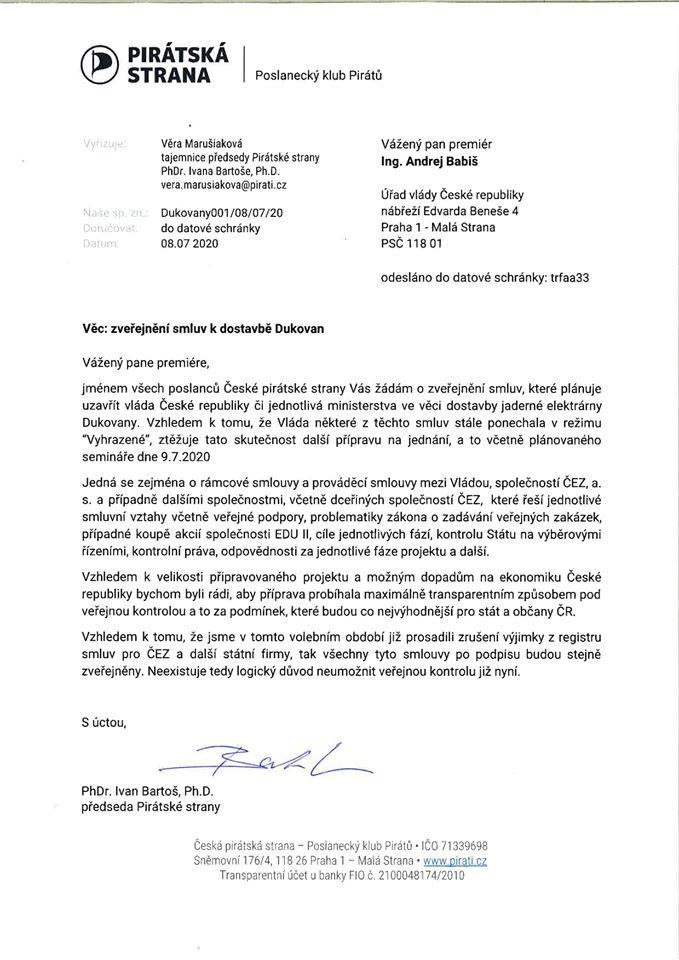 PIRÁTSKÁ
STRANA
Poslanecký klub Pirátů
Vyřizuje:
Věra Marušiaková
tajemnice předsedy Pirátské strany
PhDr. Ivana Bartoše, Ph.D.
vera.marusiakova@pirati.cz
Naše sp. zn.: Dukovany001/08/07/20
Doručovat: do datové schránky
Datum: 08.07 2020
Vážený pan premiér
Ing. Andrej Babiš
Úřad vlády České republiky
nábřeží Edvarda Beneše 4
Praha 1 - Malá Strana
PSČ 118 01
odesláno do datové schránky: trfaa33
Věc: zveřejnění smluv k dostavbě Dukovan
Vážený pane premiére,
jménem všech poslanců České pirátské strany Vás žádám o zveřejnění smluv, které plánuje
uzavřít vláda České republiky či jednotlivá ministerstva ve věci dostavby jaderné elektrárny
Dukovany. Vzhledem k tomu, že Vláda některé z těchto smluv stále ponechala v režimu
"Vyhrazené", ztěžuje tato skutečnost další přípravu na jednání, a to včetně plánovaného
semináře dne 9.7.2020
Jedná se zejména o rámcové smlouvy a prováděcí smlouvy mezi Vládou, společností ČEZ, a.
s. a případně dalšími společnostmi, včetně dceřiných společností ČEZ, které řeší jednotlivé
smluvní vztahy včetně veřejné podpory, problematiky zákona o zadávání veřejných zakázek,
případné koupě akcií společnosti EDU II, cíle jednotlivých fází, kontrolu Státu na výběrovými
řízeními, kontrolní práva, odpovědnosti za jednotlivé fáze projektu a další.
Vzhledem k velikosti připravovaného projektu a možným dopadům na ekonomiku České
republiky bychom byli rádi, aby příprava probíhala maximálně transparentním způsobem pod
veřejnou kontrolou a to za podmínek, které budou co nejvýhodnější pro stát a občany ČR.
Vzhledem k tomu, že jsme v tomto volebním období již prosadili zrušení výjimky z registru
smluv pro ČEZ a další státní firmy, tak všechny tyto smlouvy po podpisu budou stejně
zveřejněny. Neexistuje tedy logický důvod neumožnit veřejnou kontrolu již nyní.
S úctou,
PhDr. Ivan Bartoš, Ph.D.
předseda Pirátské strany
Česká pirátská strana – Poslanecký klub Pirátů • IČO 71339698
Sněmovní 176/4, 118 26 Praha 1 – Malá Strana • www.pirati.cz
Transparentní účet u banky FIO č. 2100048174/2010